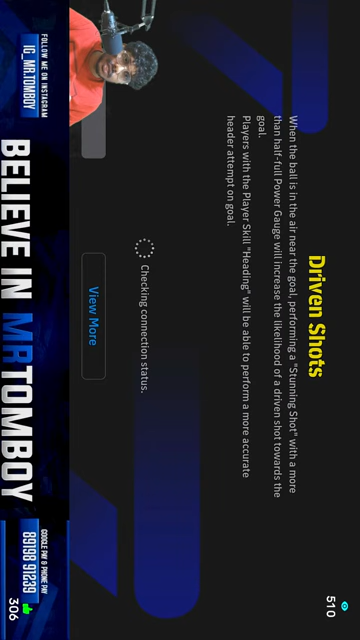 510
Driven Shots
When the ball is in the air near the goal, performing a "Stunning Shot" with a more
than half-full Power Gauge will increase the likelihood of a driven shot towards the
goal.
Players with the Player Skill "Heading" will be able to perform a more accurate
header attempt on goal.
Checking connection status.
View More
FOLLOW ME ON INSTAGRAM
IG_MR.TOMBOY
BELIEVE IN MRTOMBOY
GOOGLE PAY & PHONE PAY
89198 91239
306